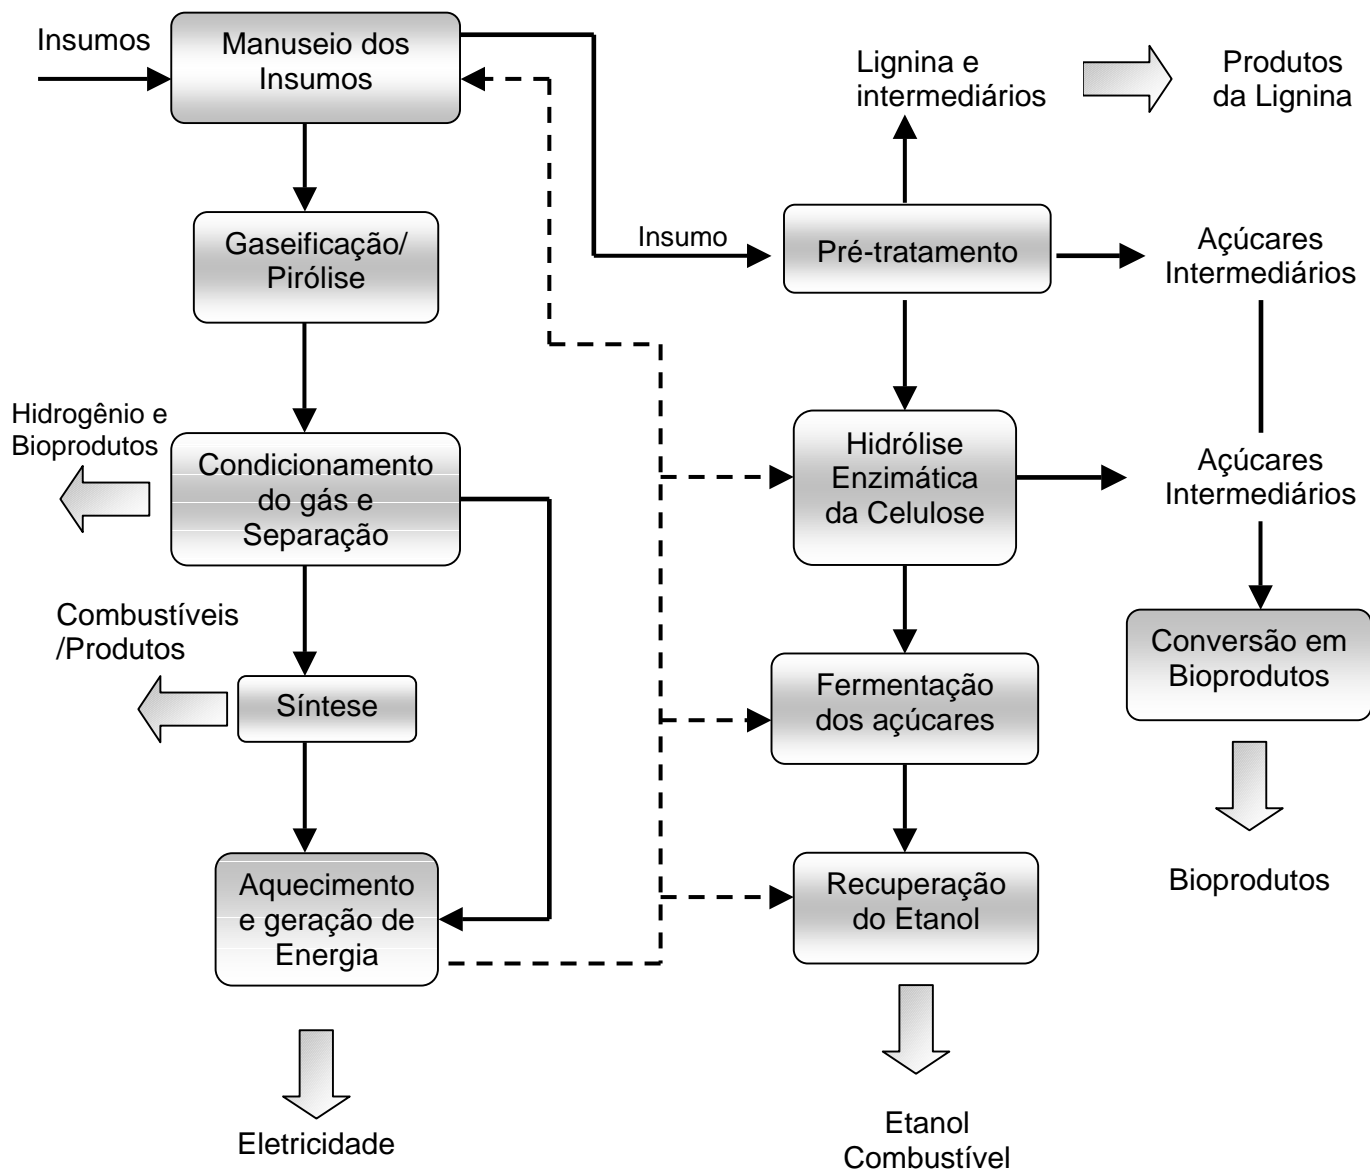 Insumos
Manuseio dos
Insumos
Lignina e
intermediários
Produtos
da Lignina
Gaseificação/
Pirólise
Insumo
Pré-tratamento
Açúcares
Intermediários
Hidrogênio e
Bioprodutos
Condicionamento
do gás e
Separação
Hidrólise
Enzimática
da Celulose
Açúcares
Intermediários
Combustíveis
/Produtos
Síntese
Fermentação
dos açúcares
Conversão em
Bioprodutos
Aquecimento
e geração de
Energia
Recuperação
do Etanol
Bioprodutos
Eletricidade
Etanol
Combustível